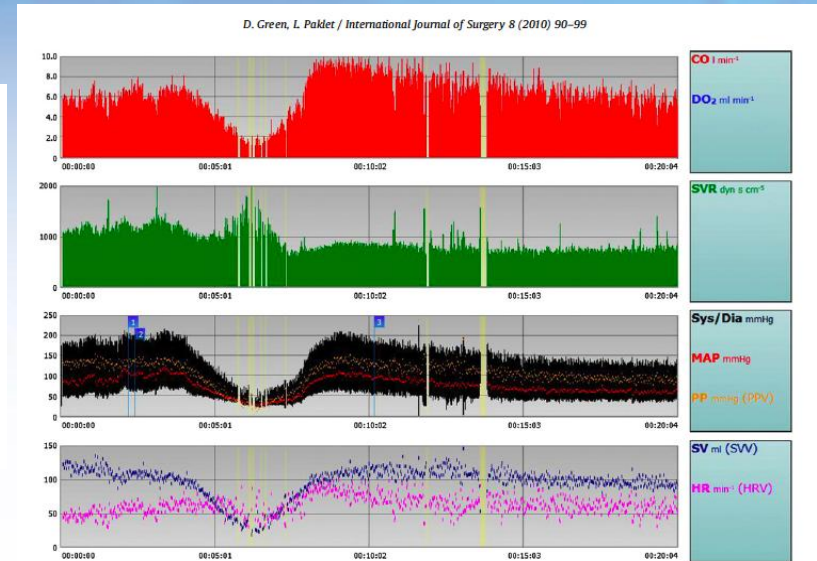 D. Green, L. Paklet / International Journal of Surgery 8 (2010) 90–99
10.0
8.0
6.0
4.0
2.0
0
00:00:00 00:05:01 00:10:02 00:15:03 00:20:04
CO l min⁻¹
DO₂ ml min⁻¹
2000
1000
0
00:00:00 00:05:01 00:10:02 00:15:03 00:20:04
SVR dyn s cm⁻⁵
250
200
150
100
50
0
1
2
3
00:00:00 00:05:01 00:10:02 00:15:03 00:20:04
Sys/Dia mmHg
MAP mmHg
PP mmHg (PPV)
150
100
50
0
00:00:00 00:05:01 00:10:02 00:15:03 00:20:04
SV ml (SVV)
HR min⁻¹ (HRV)